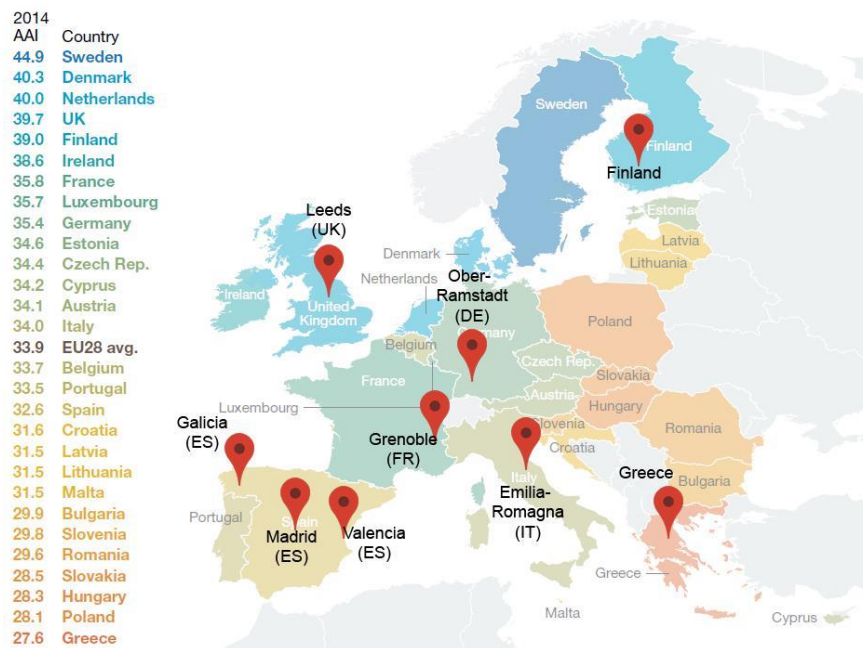 2014
AAI Country
44.9 Sweden
40.3 Denmark
40.0 Netherlands
39.7 UK
39.0 Finland
38.6 Ireland
35.8 France
35.7 Luxembourg
35.4 Germany
34.6 Estonia
34.4 Czech Rep.
34.2 Cyprus
34.1 Austria
34.0 Italy
33.9 EU28 avg.
33.7 Belgium
33.5 Portugal
32.6 Spain
31.6 Croatia
31.5 Latvia
31.5 Lithuania
31.5 Malta
29.9 Bulgaria
29.8 Slovenia
29.6 Romania
28.5 Slovakia
28.3 Hungary
28.1 Poland
27.6 Greece
Sweden
Finland
Finland
Estonia
Latvia
Lithuania
Leeds
(UK)
Denmark
Netherlands
Ireland
United
Kingdom
Ober-
Ramstadt
(DE)
Germany
Poland
Belgium
Czech Rep.
France
Slovakia
Austria
Hungary
Luxembourg
Grenoble
(FR)
Slovenia
Croatia
Romania
Bulgaria
Galicia
(ES)
Italy
Emilia-
Romagna
(IT)
Greece
Portugal
Spain
Madrid
(ES)
Valencia
(ES)
Greece
Malta
Cyprus